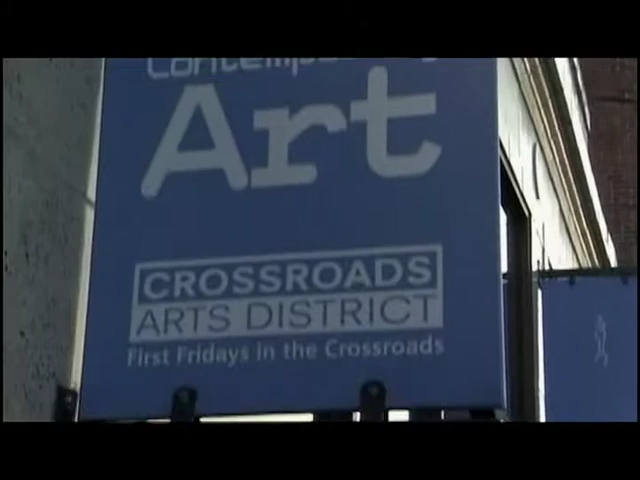 Art
CROSSROADS
ARTS DISTRICT
First Fridays in the Crossroads